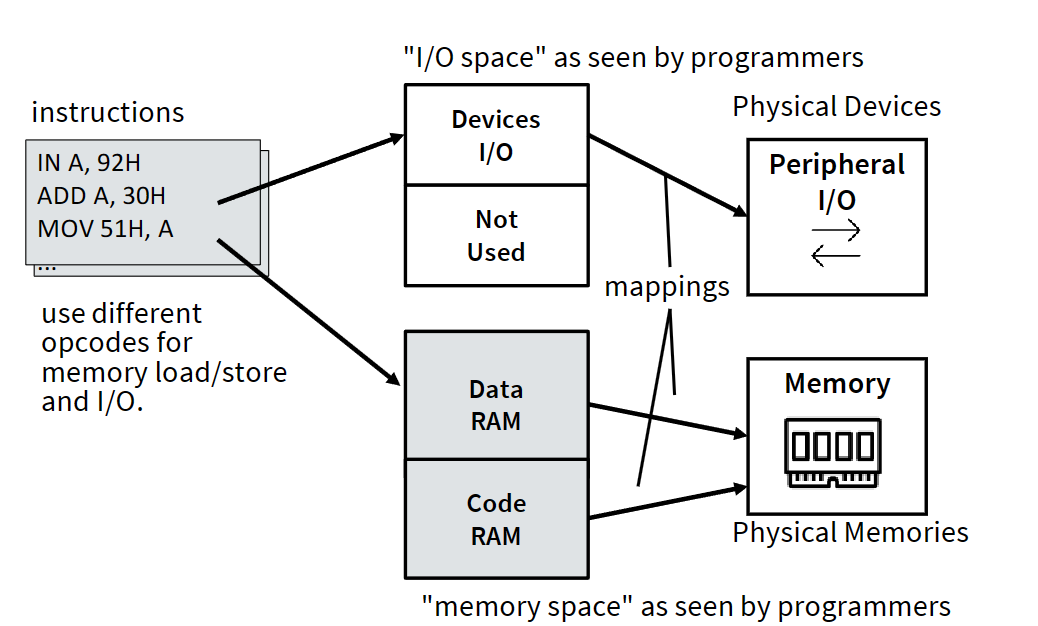 "I/O space" as seen by programmers
instructions
IN A, 92H
ADD A, 30H
MOV 51H, A
...
use different
opcodes for
memory load/store
and I/O.
Devices
I/O
Not
Used
Physical Devices
Peripheral
I/O
mappings
Data
RAM
Code
RAM
Memory
Physical Memories
"memory space" as seen by programmers